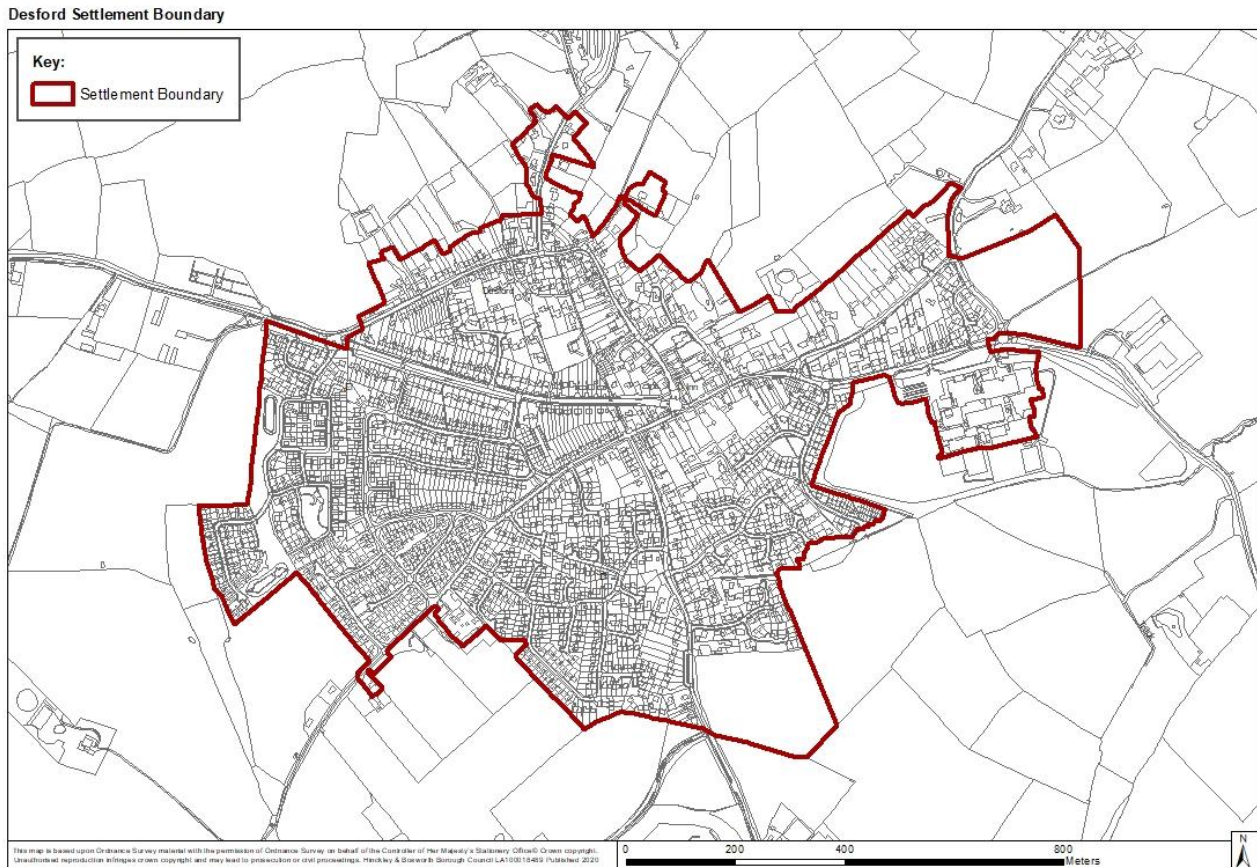 Desford Settlement Boundary
Key:
Settlement Boundary
Desford
This map is based upon Ordnance Survey material with the permission of Ordnance Survey on behalf of the Controller of Her Majesty's Stationery Office© Crown copyright.
Unauthorised reproduction infringes crown copyright and may lead to prosecution or civil proceedings. Hinckley & Bosworth Borough Council LA100018489 Published 2020
0 200 400 800
Meters
N